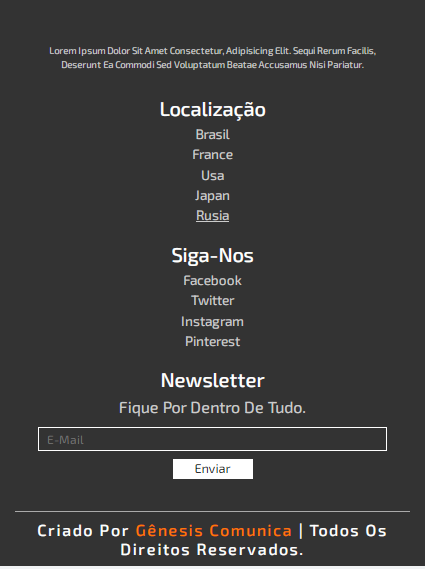 Lorem Ipsum Dolor Sit Amet Consectetur, Adipisicing Elit. Sequi Rerum Facilis,
Deserunt Ea Commodi Sed Voluptatum Beatae Accusamus Nisi Pariatur.
Localização
Brasil
France
Usa
Japan
Rusia
Siga-Nos
Facebook
Twitter
Instagram
Pinterest
Newsletter
Fique Por Dentro De Tudo.
E-Mail
Enviar
Criado Por Gênesis Comunica | Todos Os
Direitos Reservados.